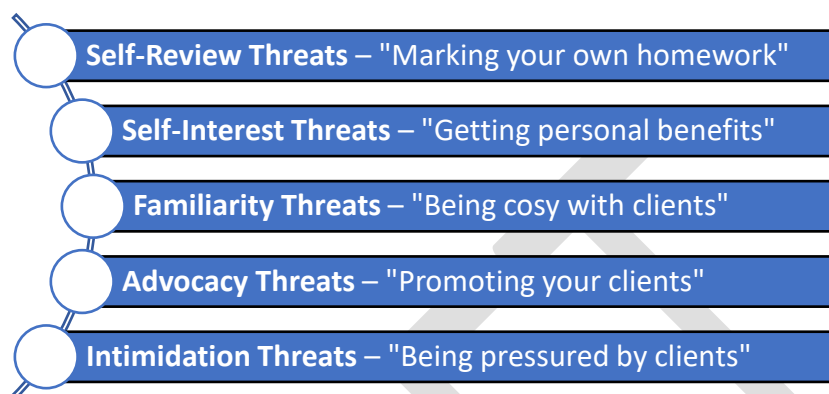 Self-Review Threats – "Marking your own homework"
Self-Interest Threats – "Getting personal benefits"
Familiarity Threats – "Being cosy with clients"
Advocacy Threats – "Promoting your clients"
Intimidation Threats – "Being pressured by clients"